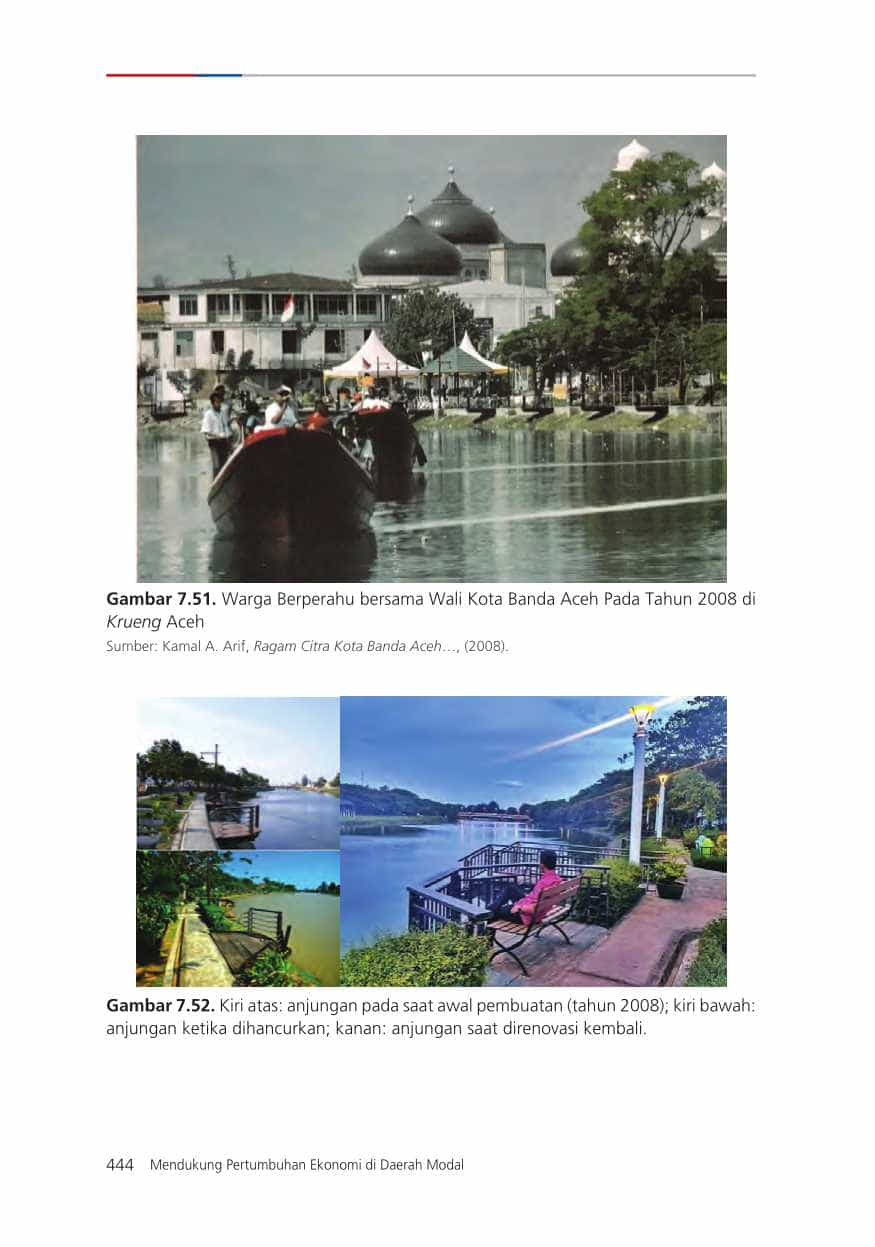 Gambar 7.51. Warga Berperahu bersama Wali Kota Banda Aceh Pada Tahun 2008 di
Krueng Aceh
Sumber: Kamal A. Arif, Ragam Citra Kota Banda Aceh…, (2008).
Gambar 7.52. Kiri atas: anjungan pada saat awal pembuatan (tahun 2008); kiri bawah:
anjungan ketika dihancurkan; kanan: anjungan saat direnovasi kembali.
444 Mendukung Pertumbuhan Ekonomi di Daerah Modal